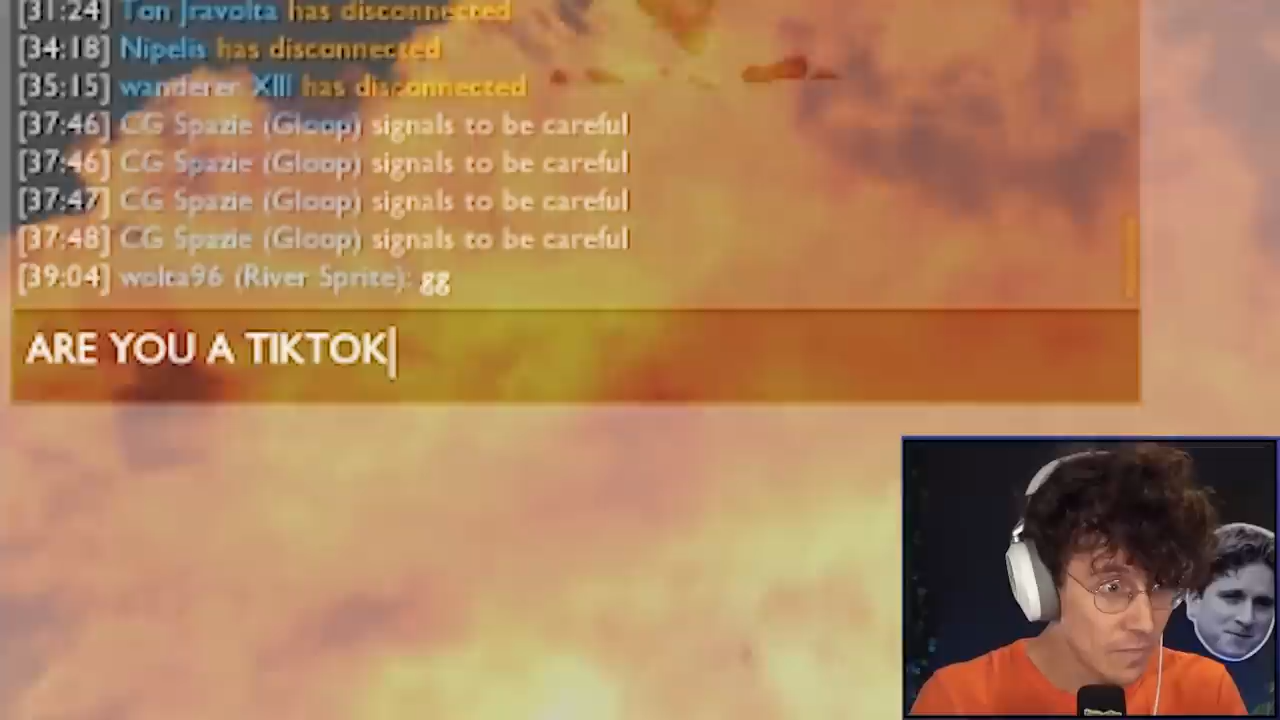 [31:24] Ton Jravolta has disconnected
[34:18] Nipelis has disconnected
[35:15] wanderer XIII has disconnected
[37:46] CG Spazie (Gloop) signals to be careful
[37:46] CG Spazie (Gloop) signals to be careful
[37:47] CG Spazie (Gloop) signals to be careful
[37:48] CG Spazie (Gloop) signals to be careful
[39:04] wolta96 (River Sprite): gg
ARE YOU A TIKTOK